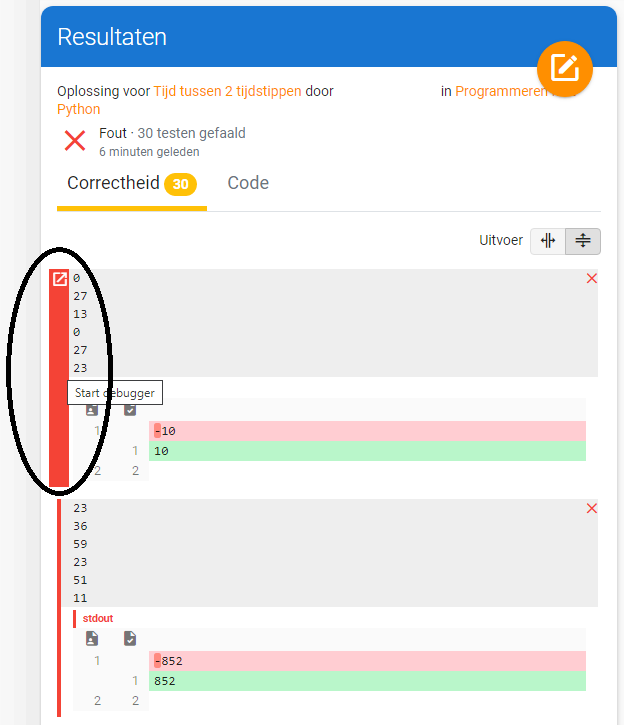 Resultaten
Oplossing voor Tijd tussen 2 tijdstippen door in Programmeren
Python
Fout · 30 testen gefaald
6 minuten geleden
Correctheid 30 Code
Uitvoer
0
27
13
0
27
23
Start debugger
1 -10
1 10
2 2
23
36
59
23
51
11
stdout
1 -852
1 852
2 2